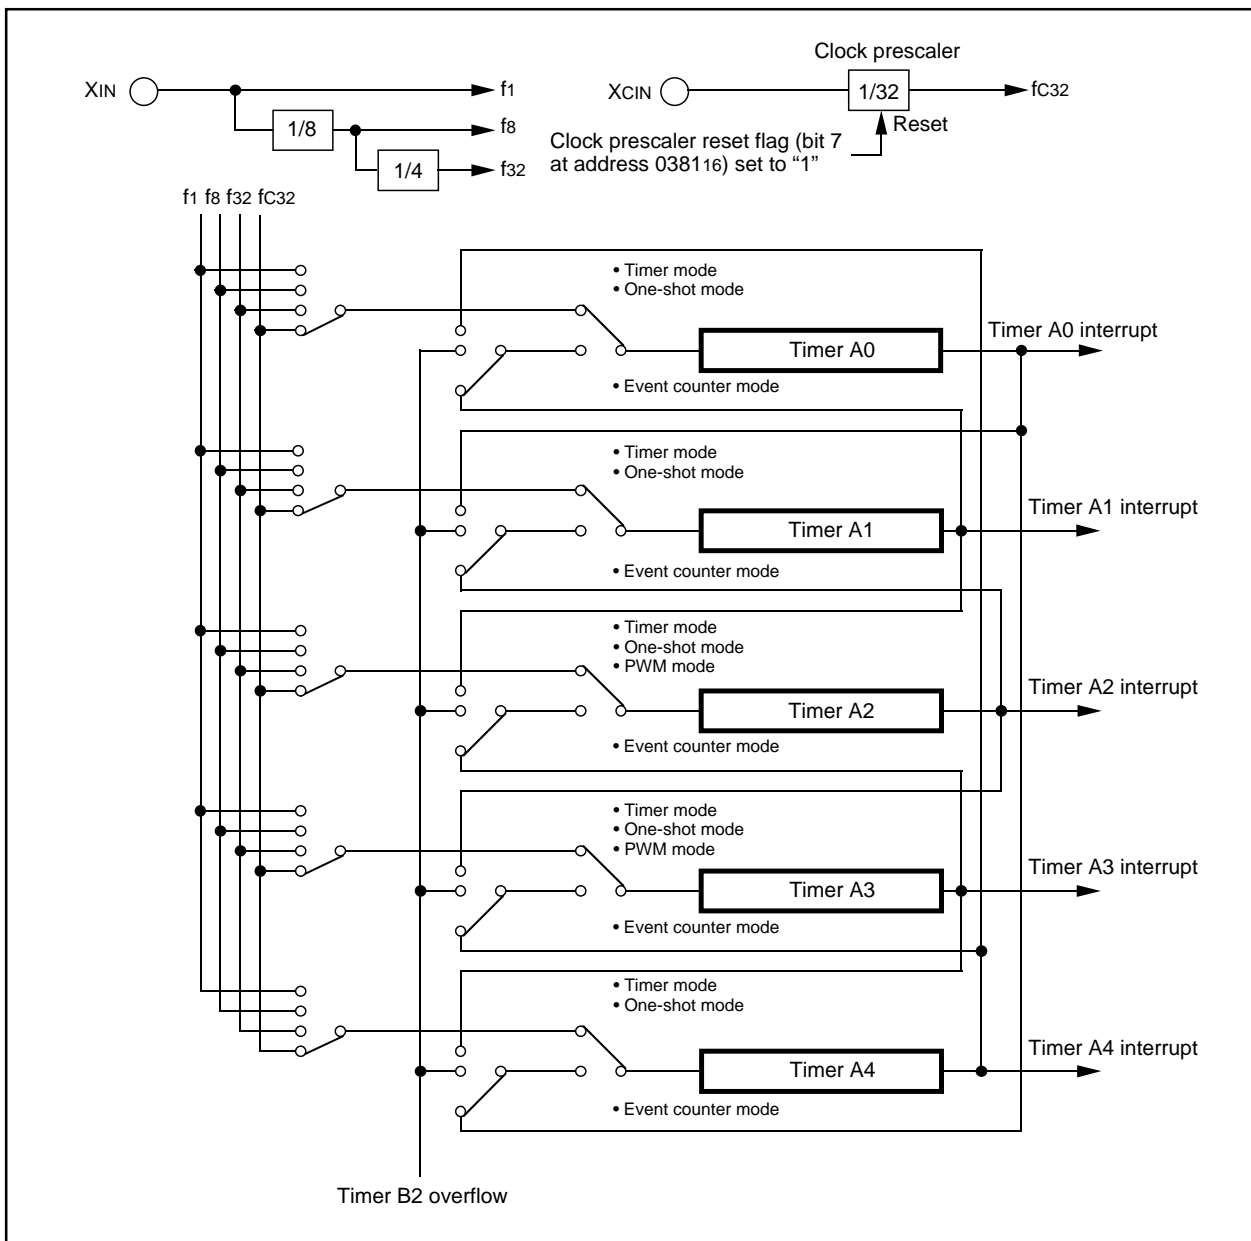 Clock prescaler
XIN
f1
XCIN
1/32
fC32
1/8
f8
Reset
Clock prescaler reset flag (bit 7
at address 038116) set to “1”
1/4
f32
f1 f8 f32 fC32
• Timer mode
• One-shot mode
Timer A0
Timer A0 interrupt
• Event counter mode
• Timer mode
• One-shot mode
Timer A1
Timer A1 interrupt
• Event counter mode
• Timer mode
• One-shot mode
• PWM mode
Timer A2
Timer A2 interrupt
• Event counter mode
• Timer mode
• One-shot mode
• PWM mode
Timer A3
Timer A3 interrupt
• Event counter mode
• Timer mode
• One-shot mode
Timer A4
Timer A4 interrupt
• Event counter mode
Timer B2 overflow